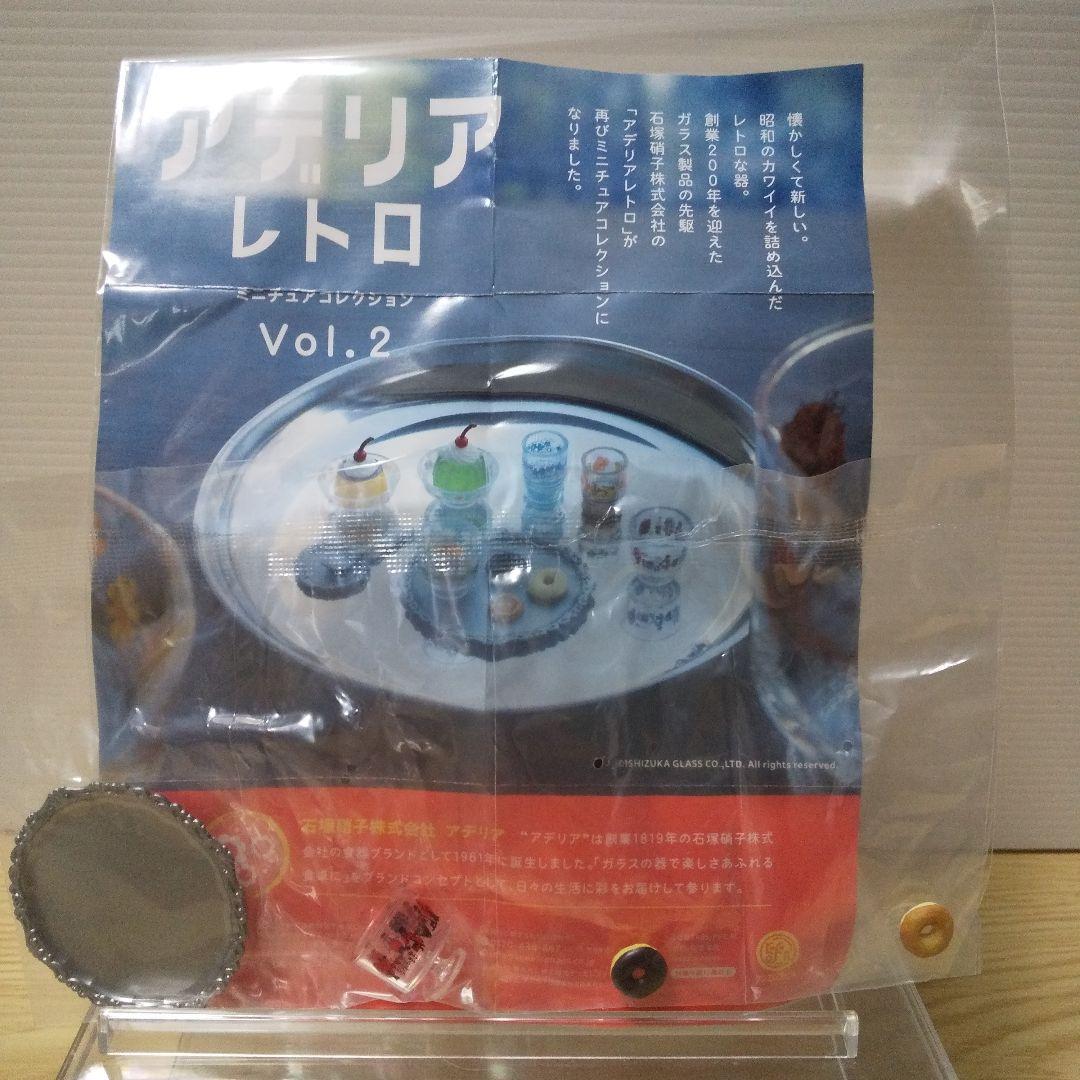 アデリア
レトロ
ミニチュアコレクション
Vol.2
懐かしくて新しい。
昭和のカワイイを詰め込んだ
レトロな器。
創業200年を迎えた
ガラス製品の先駆
石塚硝子株式会社の
「アデリアレトロ」が
再びミニチュアコレクションに
なりました。
©ISHIZUKA GLASS CO.,LTD. All rights reserved.
石塚硝子株式会社 アデリア “アデリア”は創業1819年の石塚硝子株式
会社の食器ブランドとして1961年に誕生しました。「ガラスの器で楽しさあふれる
食卓に」をブランドコンセプトとして、日々の生活に彩をお届けして参ります。